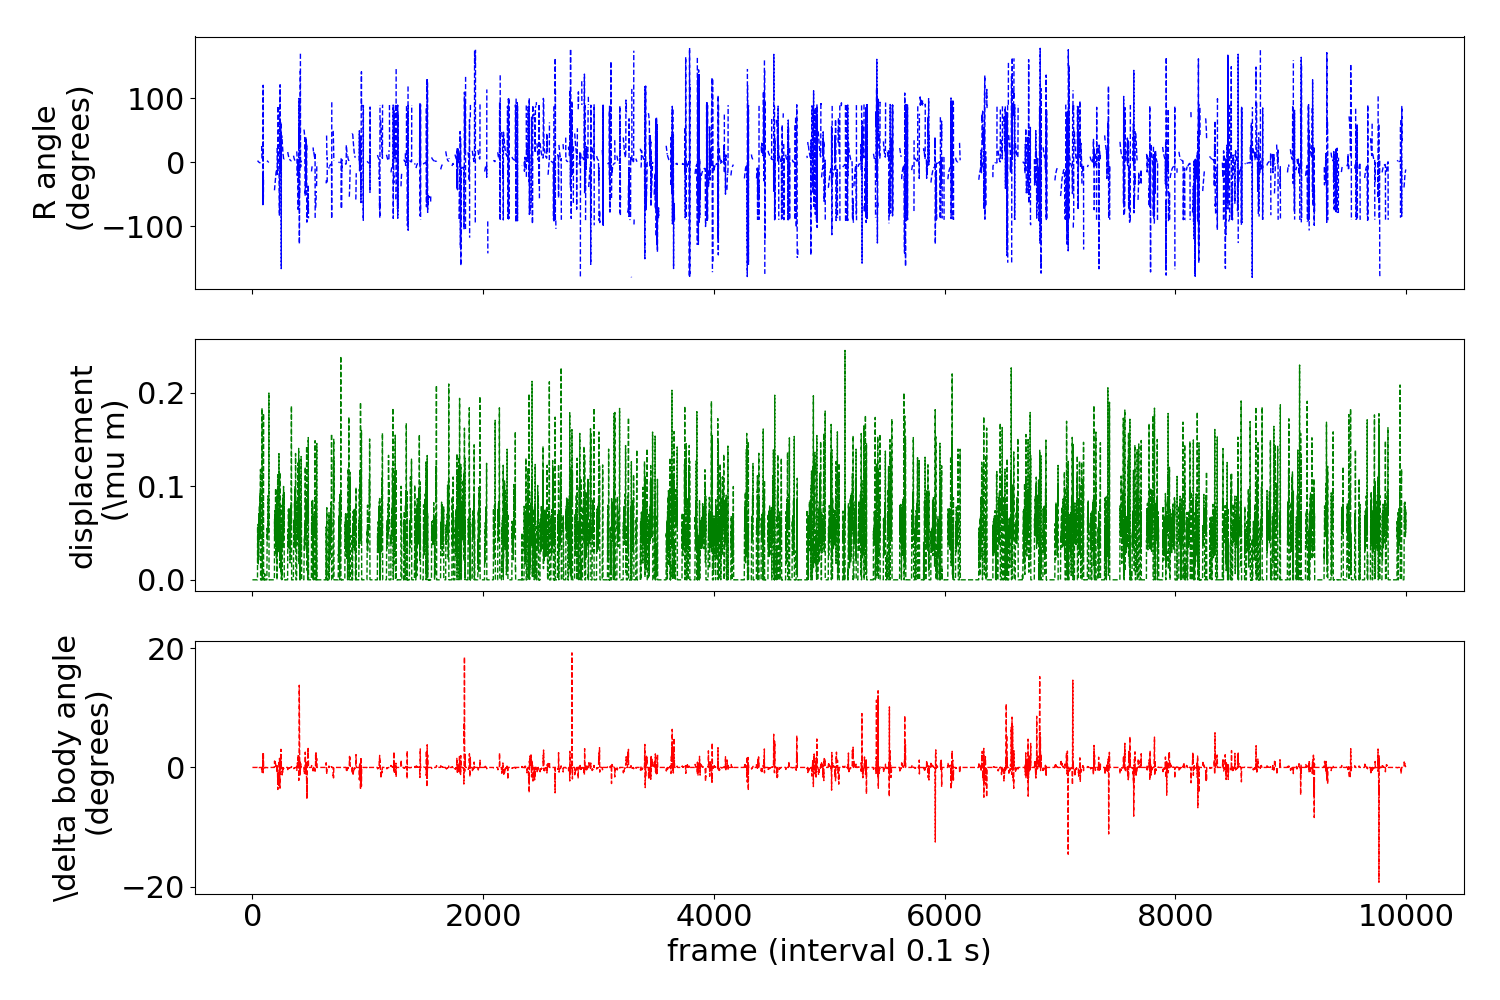 R angle
(degrees)
100
0
−100
displacement
(\mu m)
0.2
0.1
0.0
\delta body angle
(degrees)
20
0
−20
0 2000 4000 6000 8000 10000
frame (interval 0.1 s)